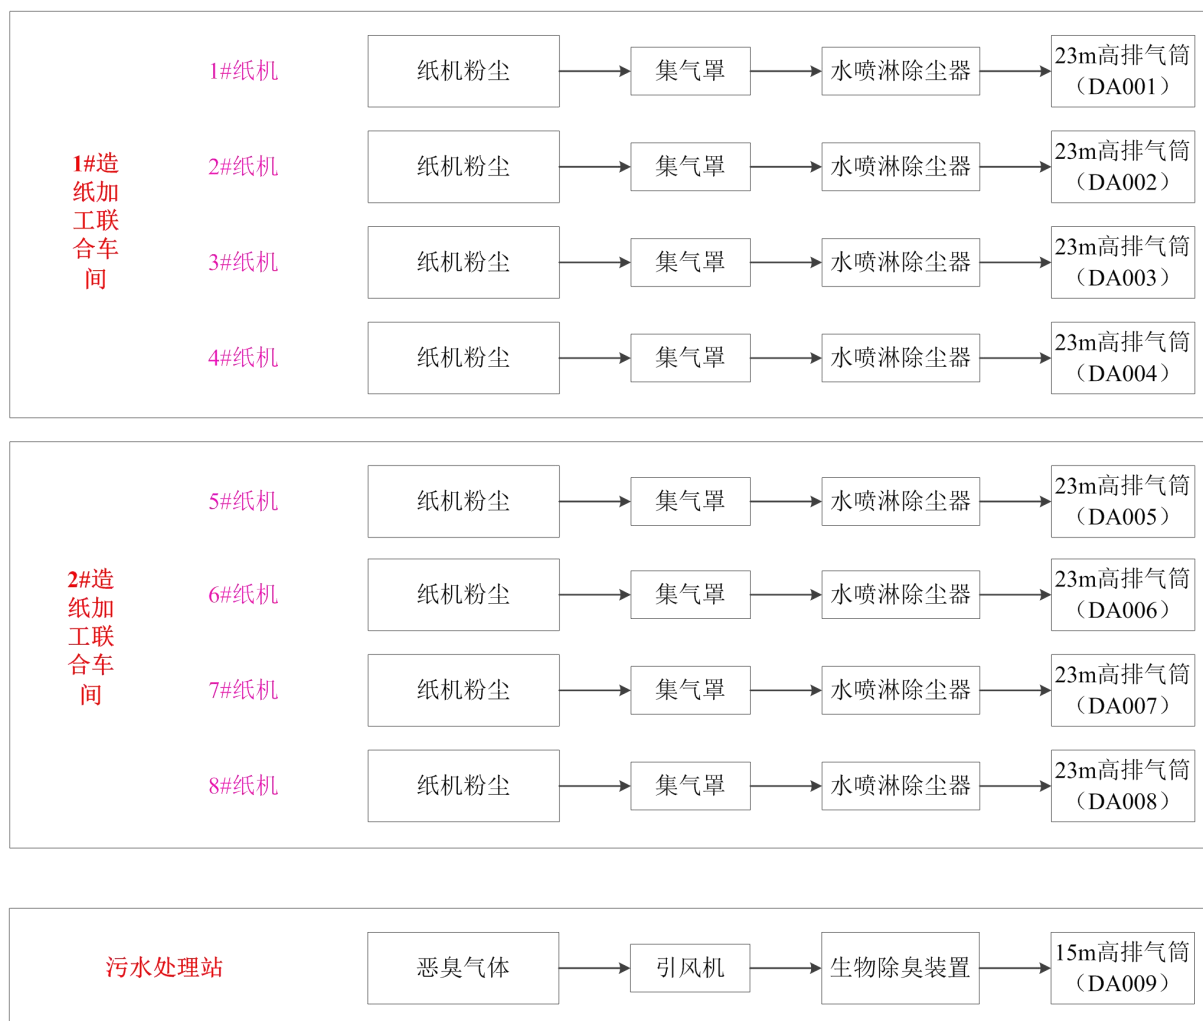 1#造
纸加
工联
合车
间
1#纸机
纸机粉尘
集气罩
水喷淋除尘器
23m高排气筒
（DA001）
2#纸机
纸机粉尘
集气罩
水喷淋除尘器
23m高排气筒
（DA002）
3#纸机
纸机粉尘
集气罩
水喷淋除尘器
23m高排气筒
（DA003）
4#纸机
纸机粉尘
集气罩
水喷淋除尘器
23m高排气筒
（DA004）
2#造
纸加
工联
合车
间
5#纸机
纸机粉尘
集气罩
水喷淋除尘器
23m高排气筒
（DA005）
6#纸机
纸机粉尘
集气罩
水喷淋除尘器
23m高排气筒
（DA006）
7#纸机
纸机粉尘
集气罩
水喷淋除尘器
23m高排气筒
（DA007）
8#纸机
纸机粉尘
集气罩
水喷淋除尘器
23m高排气筒
（DA008）
污水处理站
恶臭气体
引风机
生物除臭装置
15m高排气筒
（DA009）